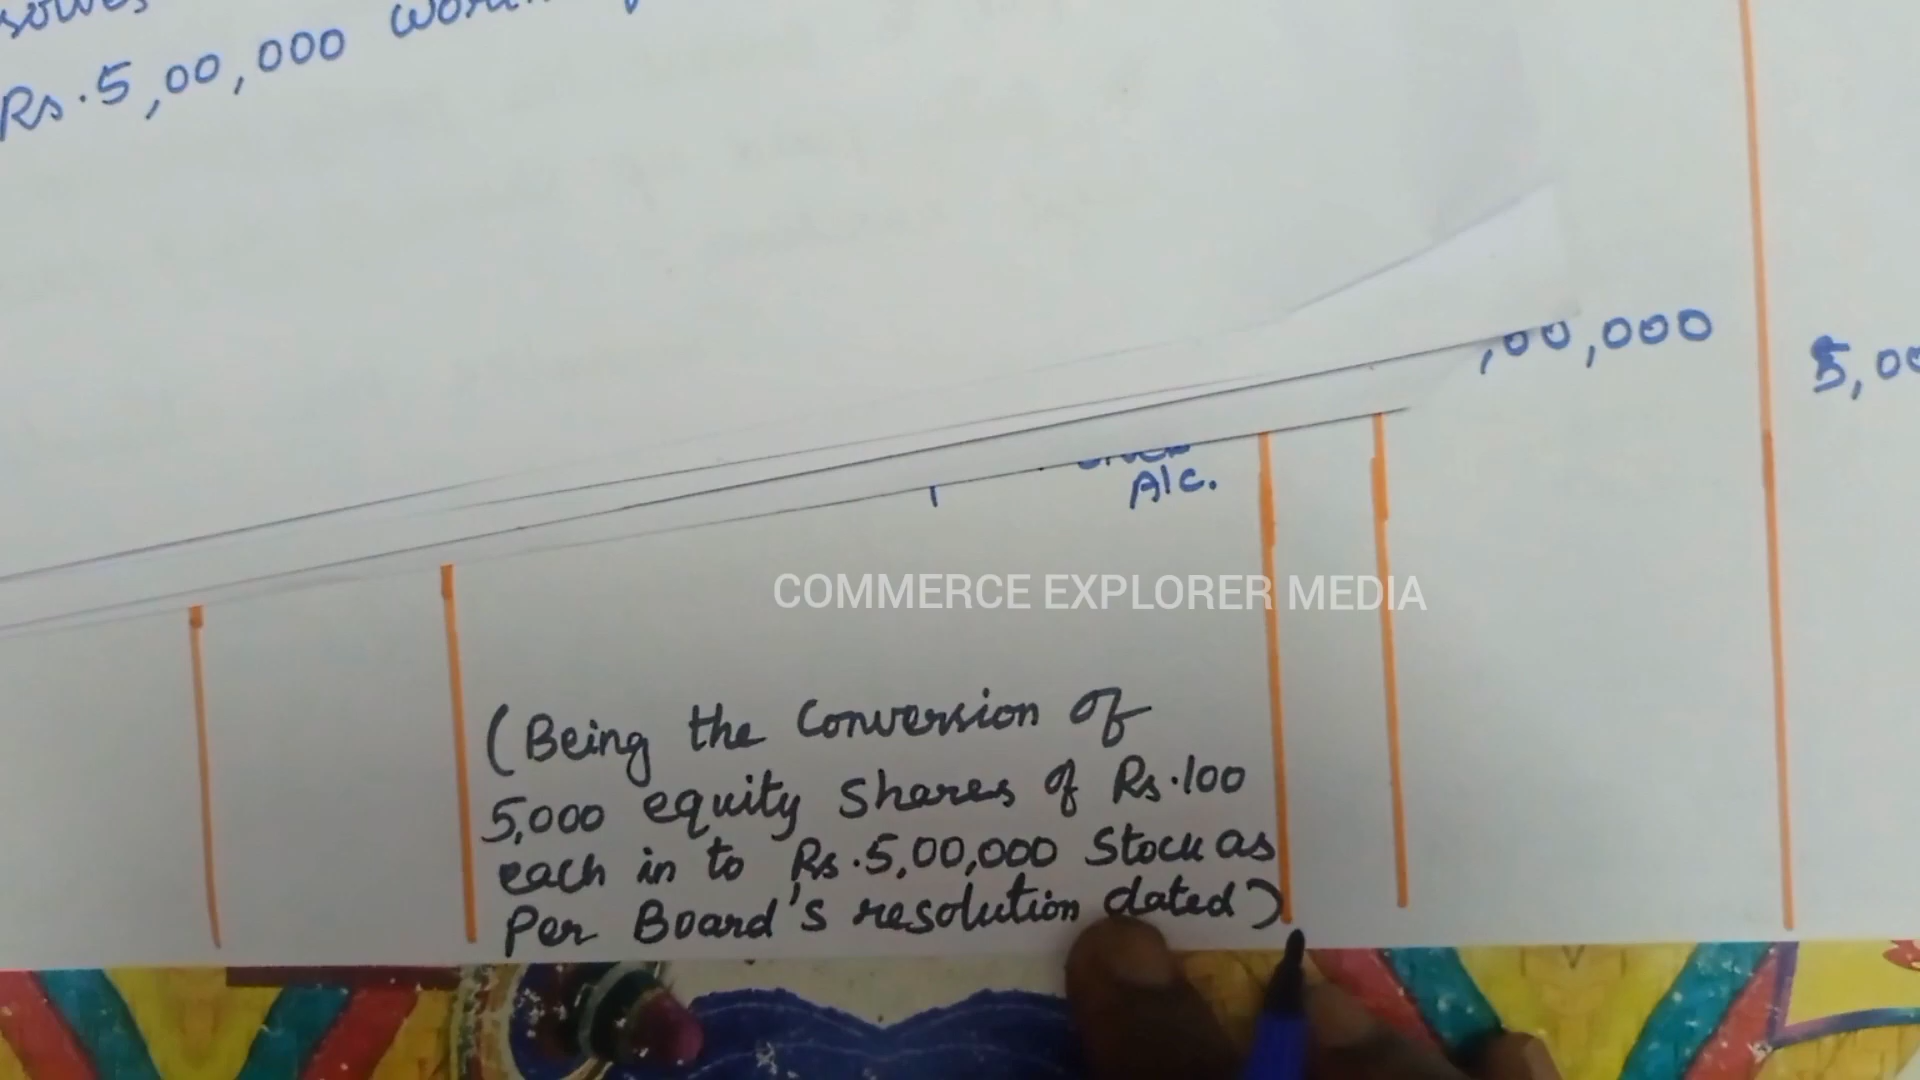 Rs.5,00,000
,00,000
5,00
A/c.
COMMERCE EXPLORER MEDIA
(Being the Conversion of
5,000 equity shares of Rs.100
each in to Rs.5,00,000 Stock as
Per Board's resolution dated)